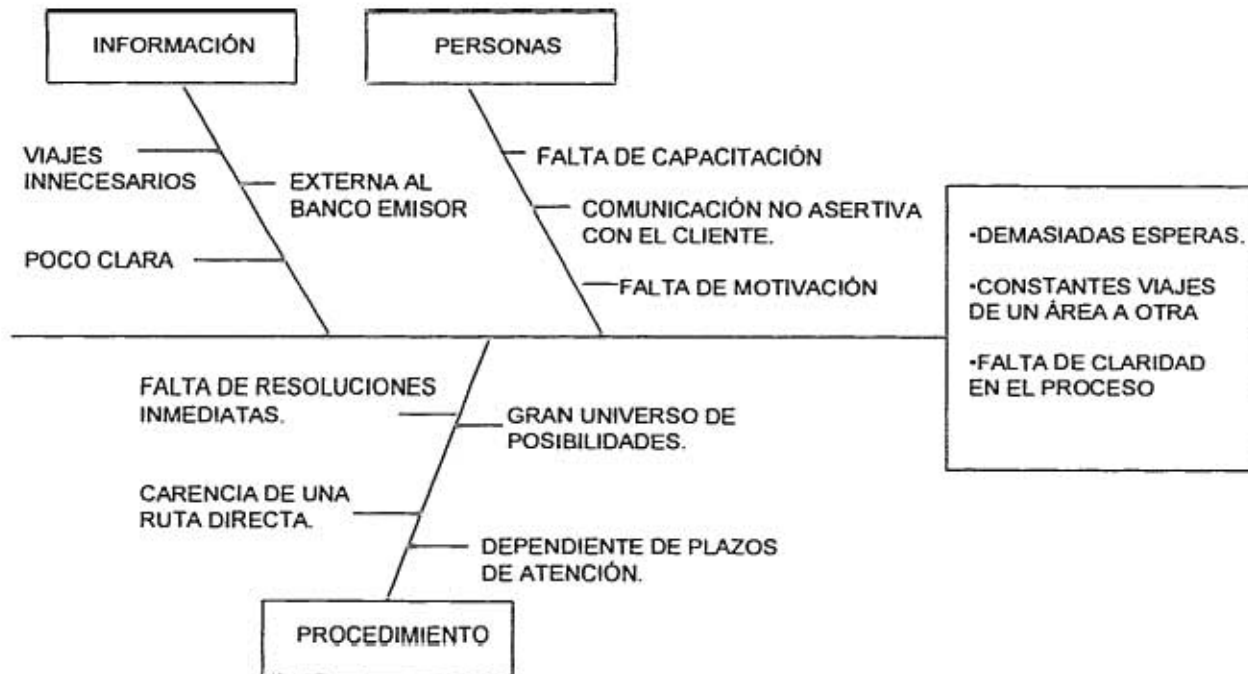 INFORMACIÓN
PERSONAS
VIAJES
INNECESARIOS
EXTERNA AL
BANCO EMISOR
POCO CLARA
FALTA DE CAPACITACIÓN
COMUNICACIÓN NO ASERTIVA
CON EL CLIENTE.
FALTA DE MOTIVACIÓN
•DEMASIADAS ESPERAS.
•CONSTANTES VIAJES
DE UN ÁREA A OTRA
•FALTA DE CLARIDAD
EN EL PROCESO
FALTA DE RESOLUCIONES
INMEDIATAS.
GRAN UNIVERSO DE
POSIBILIDADES.
CARENCIA DE UNA
RUTA DIRECTA.
DEPENDIENTE DE PLAZOS
DE ATENCIÓN.
PROCEDIMIENTO